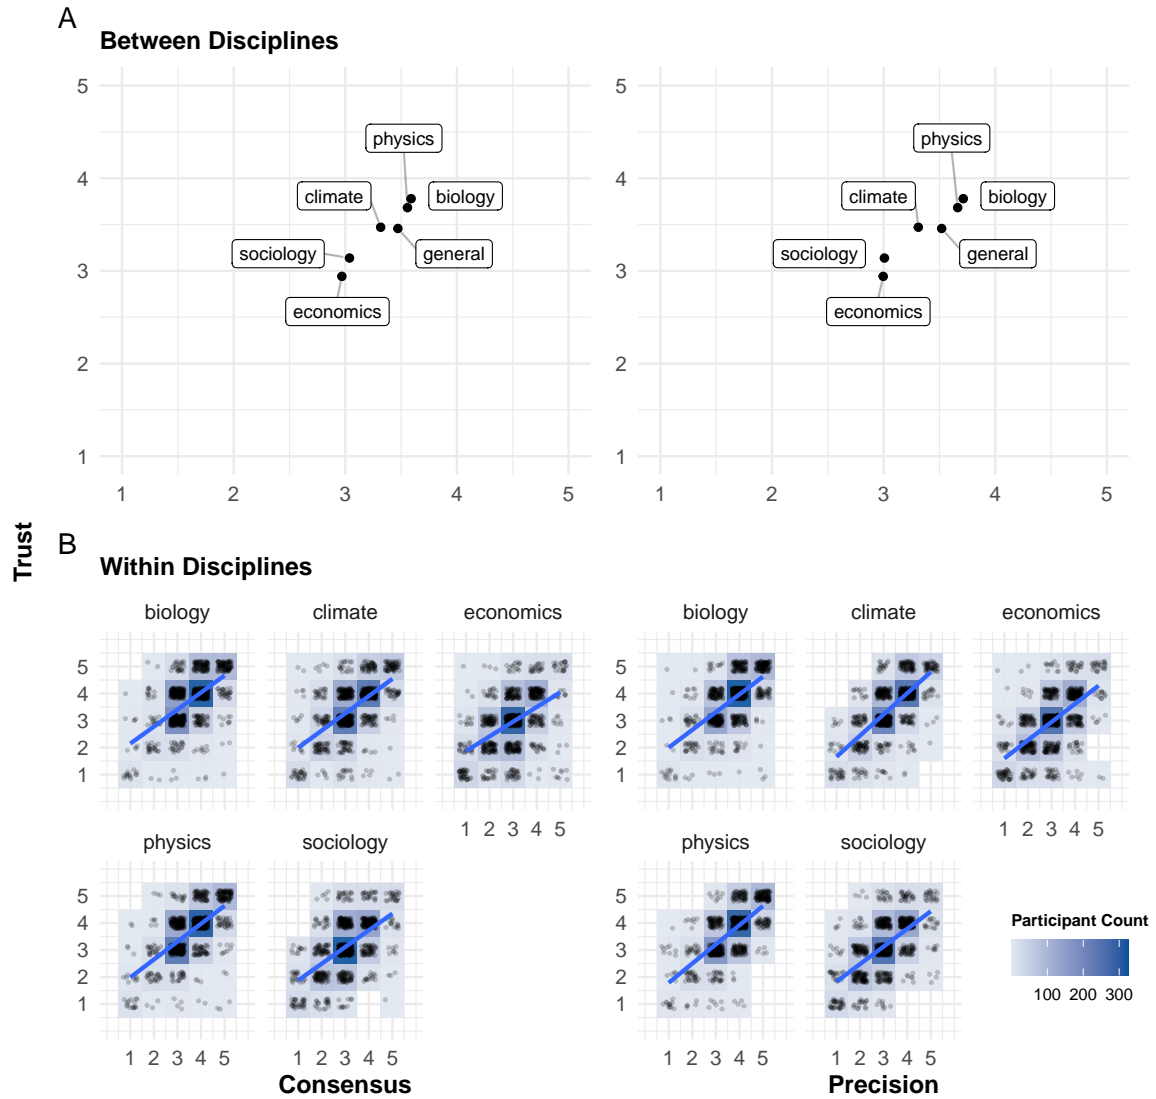 A
Between Disciplines
5
4
3
2
1
physics
climate
biology
sociology
general
economics
1 2 3 4 5
5
4
3
2
1
physics
climate
biology
sociology
general
economics
1 2 3 4 5
Trust
B
Within Disciplines
biology climate economics
5
4
3
2
1
1 2 3 4 5
physics sociology
5
4
3
2
1
1 2 3 4 5 1 2 3 4 5
Consensus
biology climate economics
5
4
3
2
1
1 2 3 4 5
physics sociology
5
4
3
2
1
1 2 3 4 5 1 2 3 4 5
Precision
Participant Count
100 200 300